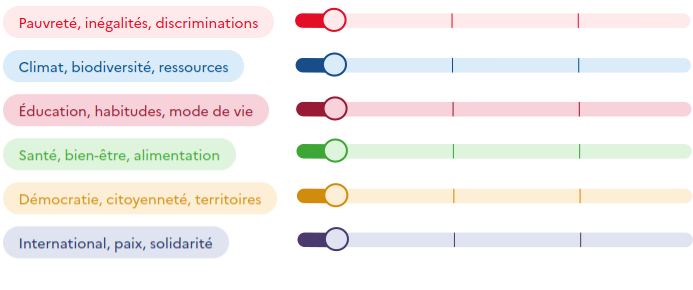 Pauvreté, inégalités, discriminations
Climat, biodiversité, ressources
Éducation, habitudes, mode de vie
Santé, bien-être, alimentation
Démocratie, citoyenneté, territoires
International, paix, solidarité